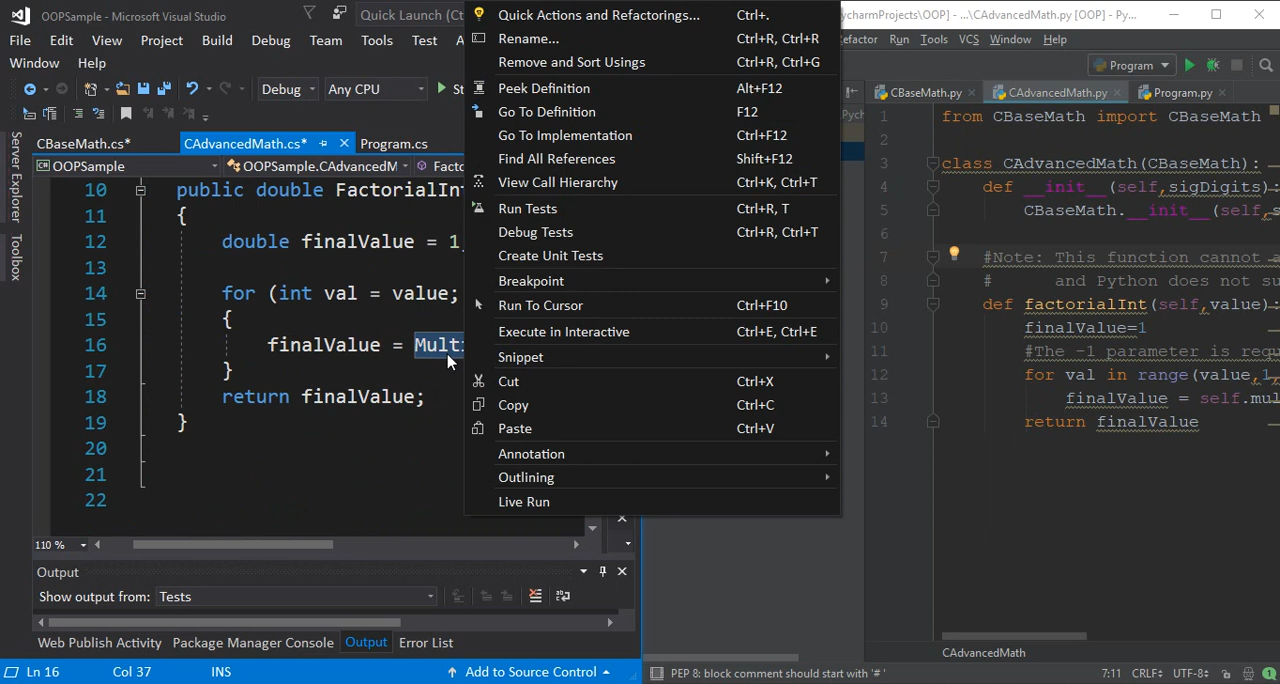 OOPSample - Microsoft Visual Studio
Quick Launch (Ct
File Edit View Project Build Debug Team Tools Test A
Window Help
Debug Any CPU St
CBaseMath.cs* CAdvancedMath.cs* Program.cs
OOPSample OOPSample.CAdvancedM Facto
Server Explorer
Toolbox
10 public double FactorialInt
11 {
12 double finalValue = 1
13
14 for (int val = value;
15 {
16 finalValue = Multi
17 }
18 return finalValue;
19 }
20
21
22
110 %
Output
Show output from: Tests
Web Publish Activity Package Manager Console Output Error List
Ln 16 Col 37 INS Add to Source Control
Quick Actions and Refactorings... Ctrl+.
Rename... Ctrl+R, Ctrl+R
Remove and Sort Usings Ctrl+R, Ctrl+G
Peek Definition Alt+F12
Go To Definition F12
Go To Implementation Ctrl+F12
Find All References Shift+F12
View Call Hierarchy Ctrl+K, Ctrl+T
Run Tests Ctrl+R, T
Debug Tests Ctrl+R, Ctrl+T
Create Unit Tests
Breakpoint
Run To Cursor Ctrl+F10
Execute in Interactive Ctrl+E, Ctrl+E
Snippet
Cut Ctrl+X
Copy Ctrl+C
Paste Ctrl+V
Annotation
Outlining
Live Run
ycharmProjects\OOP] - ...\CAdvancedMath.py [OOP] - Py...
efactor Run Tools VCS Window Help
Program
CBaseMath.py CAdvancedMath.py Program.py
Pych
1 from CBaseMath import CBaseMath
2
3 class CAdvancedMath(CBaseMath):
4 def __init__(self,sigDigits):
5 CBaseMath.__init__(self,s
6
7 #Note: This function cannot a
8 # and Python does not su
9 def factorialInt(self,value):
10 finalValue=1
11 #The -1 parameter is requ
12 for val in range(value,1,
13 finalValue = self.mul
14 return finalValue
CAdvancedMath
PEP 8: block comment should start with '# ' 7:11 CRLF UTF-8 1